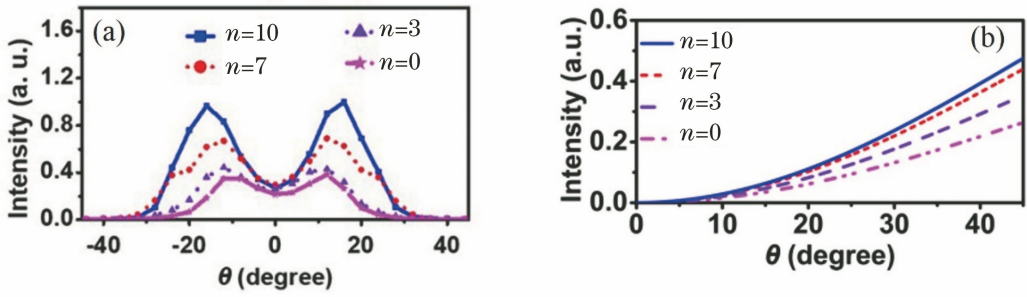 (a)
n=10
n=7
n=3
n=0
Intensity (a. u.)
1.6
1.2
0.8
0.4
0.0
-40
-20
0
20
40
θ (degree)
(b)
n=10
n=7
n=3
n=0
Intensity (a.u.)
0.6
0.4
0.2
0.0
0
10
20
30
40
θ (degree)